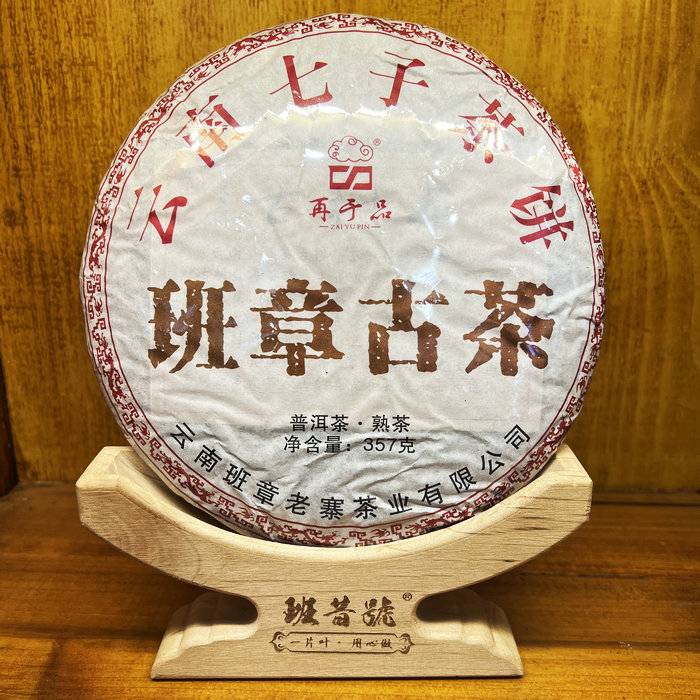 云南七子茶饼
®
再于品
ZAI YU PIN
班章古茶
普洱茶·熟茶
净含量：357克
云南班章老寨茶业有限公司
班昔號®
一片叶·用心做